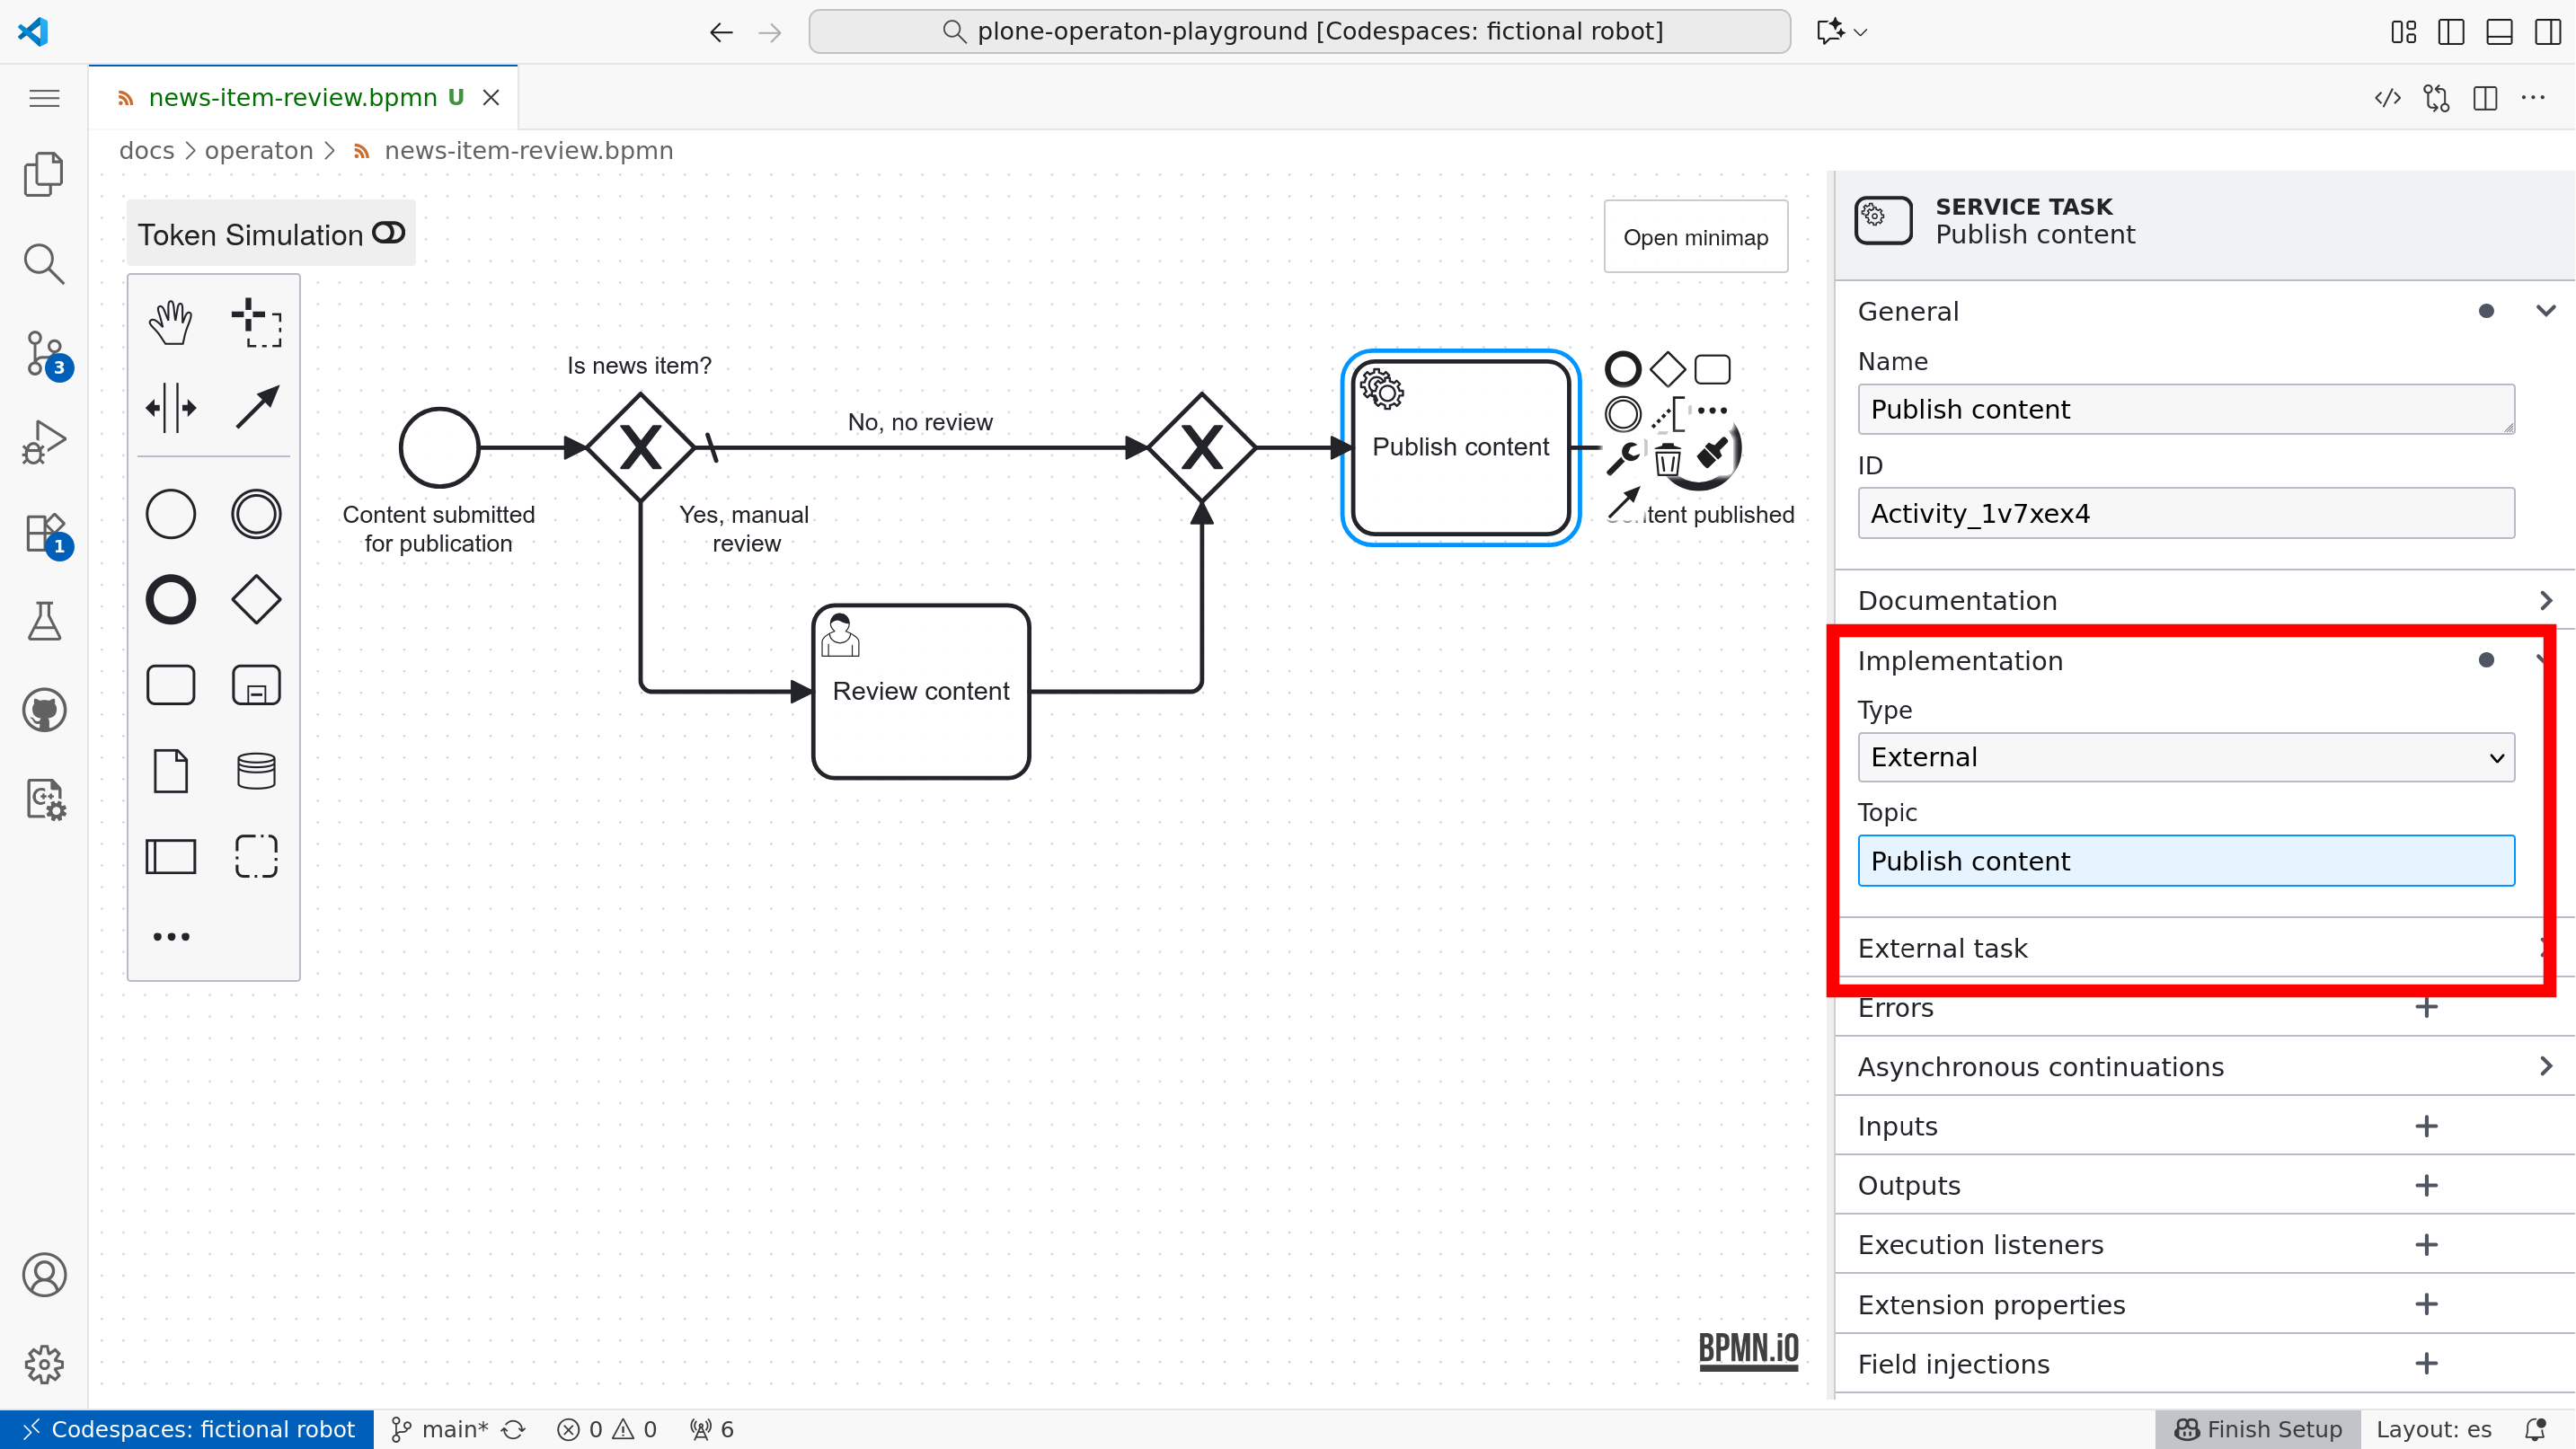 plone-operaton-playground [Codespaces: fictional robot]
news-item-review.bpmn U
docs operaton news-item-review.bpmn
Token Simulation
Open minimap
Is news item?
No, no review
Content submitted
for publication
Yes, manual
review
Publish content
Content published
Review content
BPMN.iO
SERVICE TASK
Publish content
General
Name
Publish content
ID
Activity_1v7xex4
Documentation
Implementation
Type
External
Topic
Publish content
External task
Errors
Asynchronous continuations
Inputs
Outputs
Execution listeners
Extension properties
Field injections
3
1
C++
Codespaces: fictional robot
main*
0 0
6
Finish Setup
Layout: es